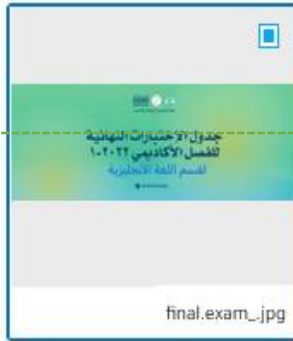 جدول الاختبارات النهائية
للفصل الأكاديمي ٢٠٢٢-١
لقسم اللغة الانجليزية
final.exam_.jpg